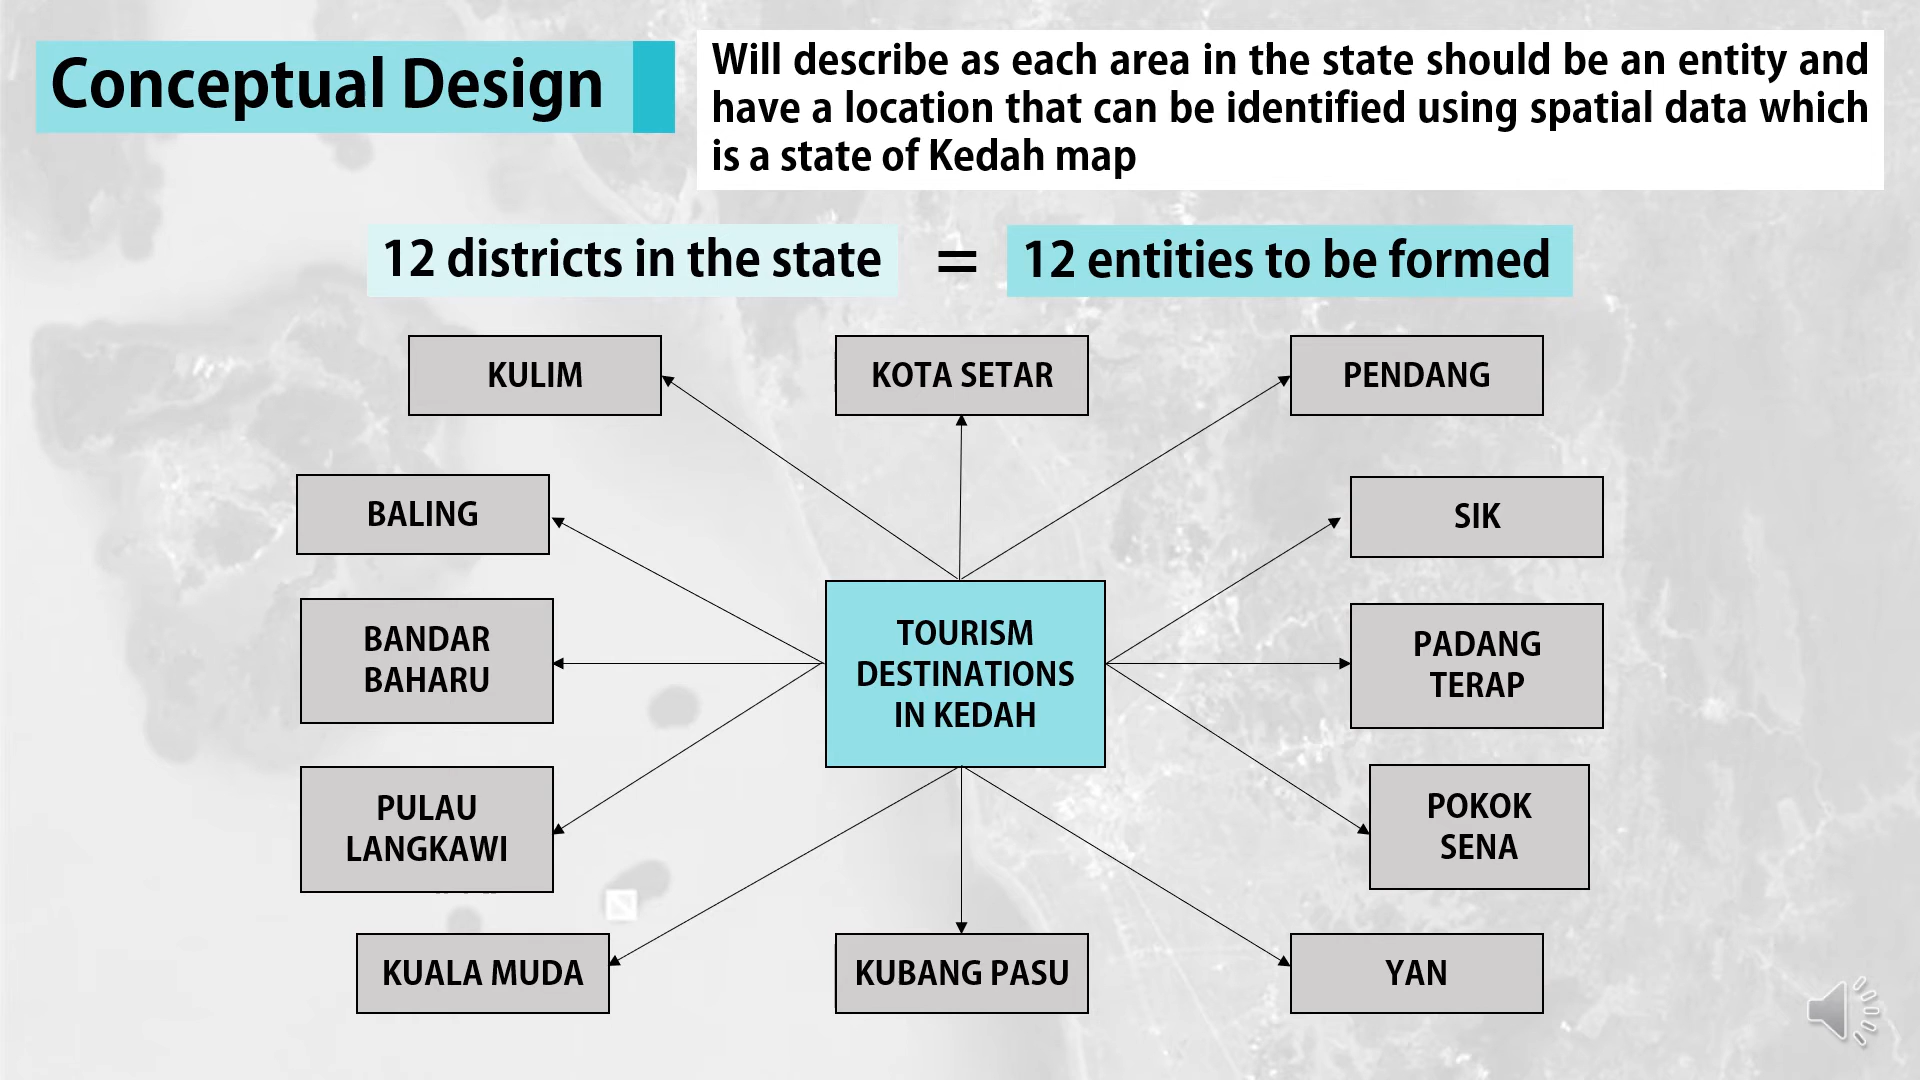 Conceptual Design
Will describe as each area in the state should be an entity and
have a location that can be identified using spatial data which
is a state of Kedah map
12 districts in the state = 12 entities to be formed
KULIM
KOTA SETAR
PENDANG
BALING
SIK
BANDAR
BAHARU
TOURISM
DESTINATIONS
IN KEDAH
PADANG
TERAP
PULAU
LANGKAWI
POKOK
SENA
KUALA MUDA
KUBANG PASU
YAN